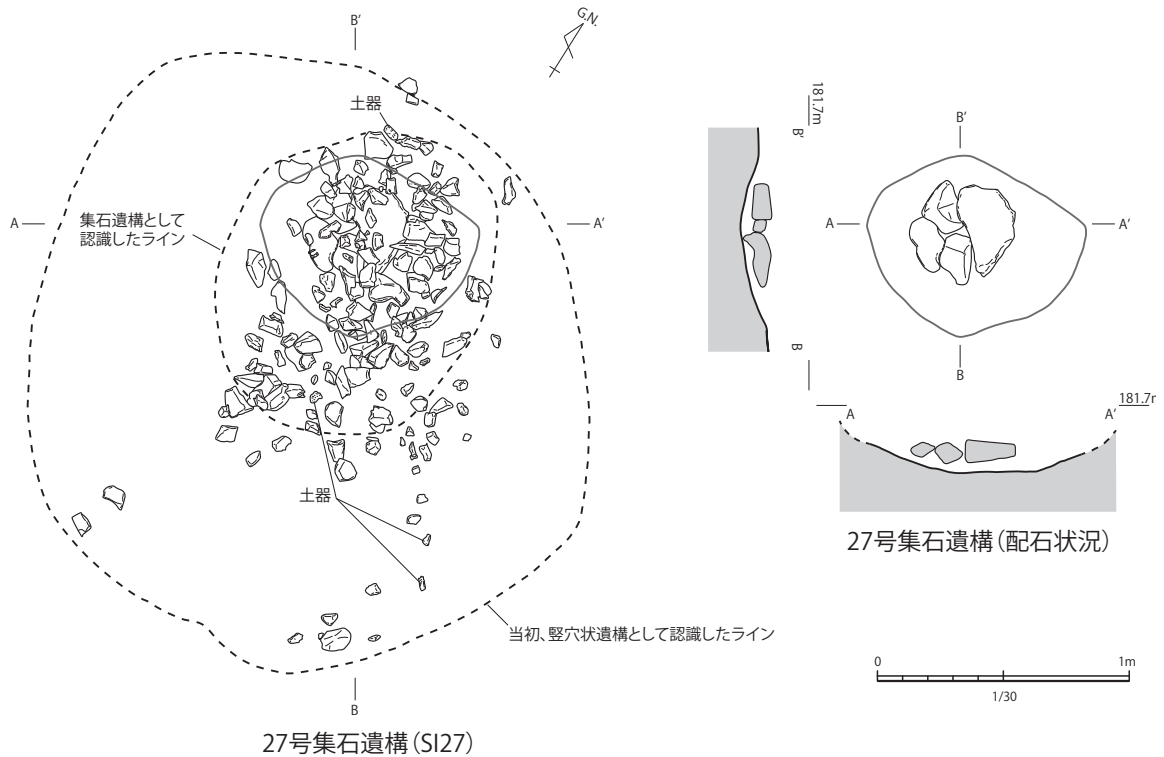 B'
G.N.
土器
A
A'
集石遺構として
認識したライン
土器
当初、竪穴状遺構として認識したライン
B
27号集石遺構（SI27）
181.7m
B'
B
B'
A
A'
B
A
A'
181.7m
27号集石遺構（配石状況）
0
1m
1/30